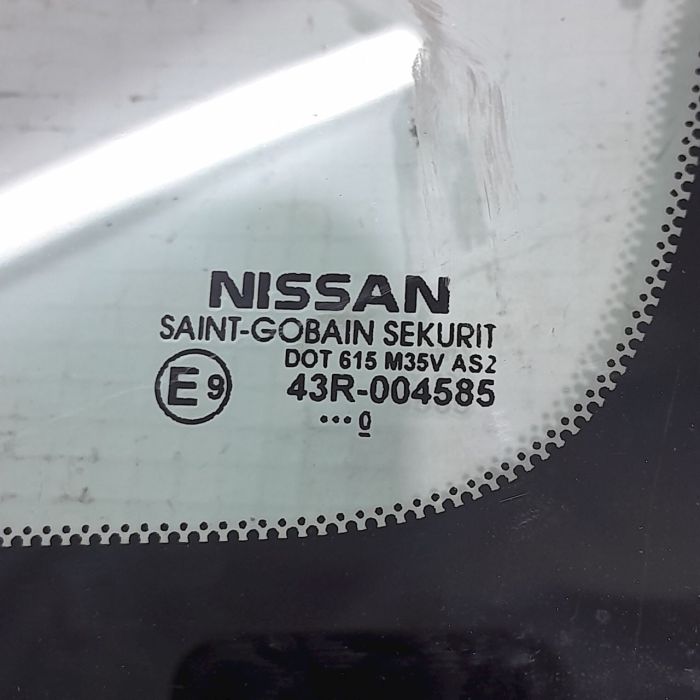 NISSAN
SAINT-GOBAIN SEKURIT
DOT 615 M35V AS2
E9 43R-004585
...0